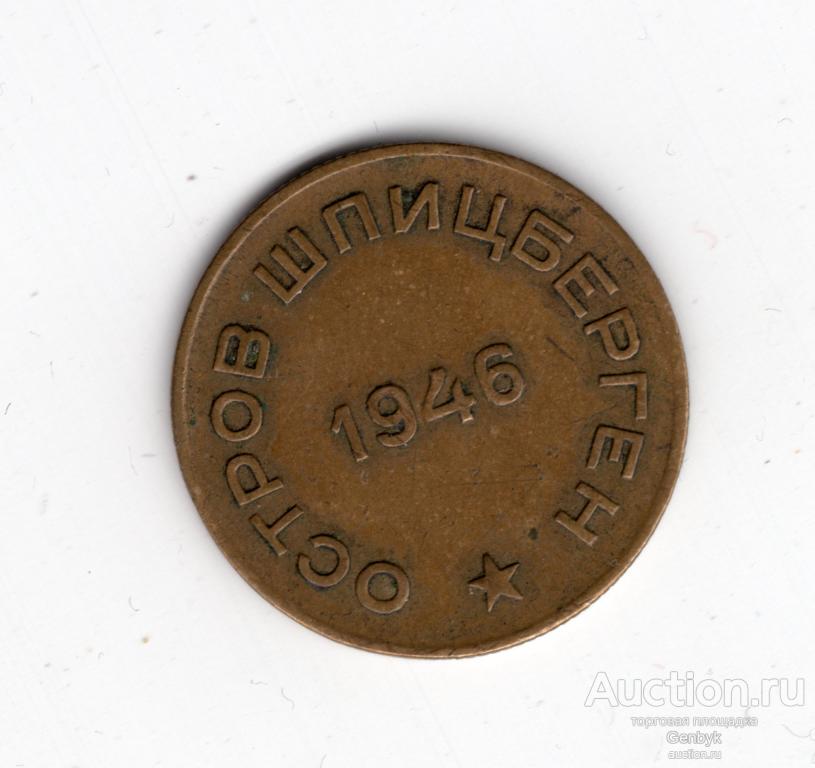 ОСТРОВ ШПИЦБЕРГЕН
1946
Auction.ru
торговая площадка
Genbyk
auction.ru